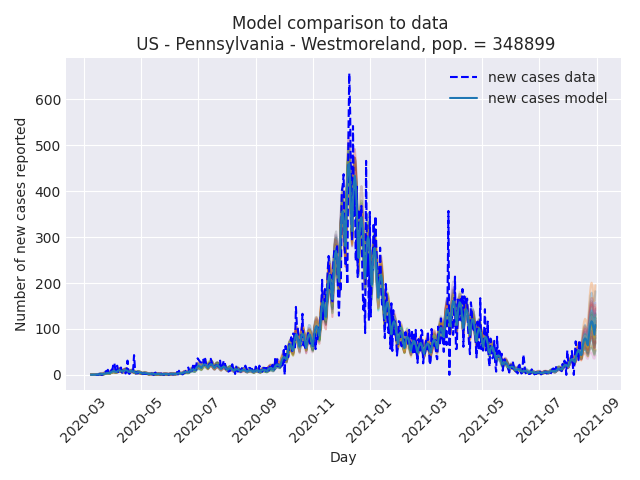 Model comparison to data
US - Pennsylvania - Westmoreland, pop. = 348899
new cases data
new cases model
Number of new cases reported
600
500
400
300
200
100
0
2020-03
2020-05
2020-07
2020-09
2020-11
2021-01
2021-03
2021-05
2021-07
2021-09
Day